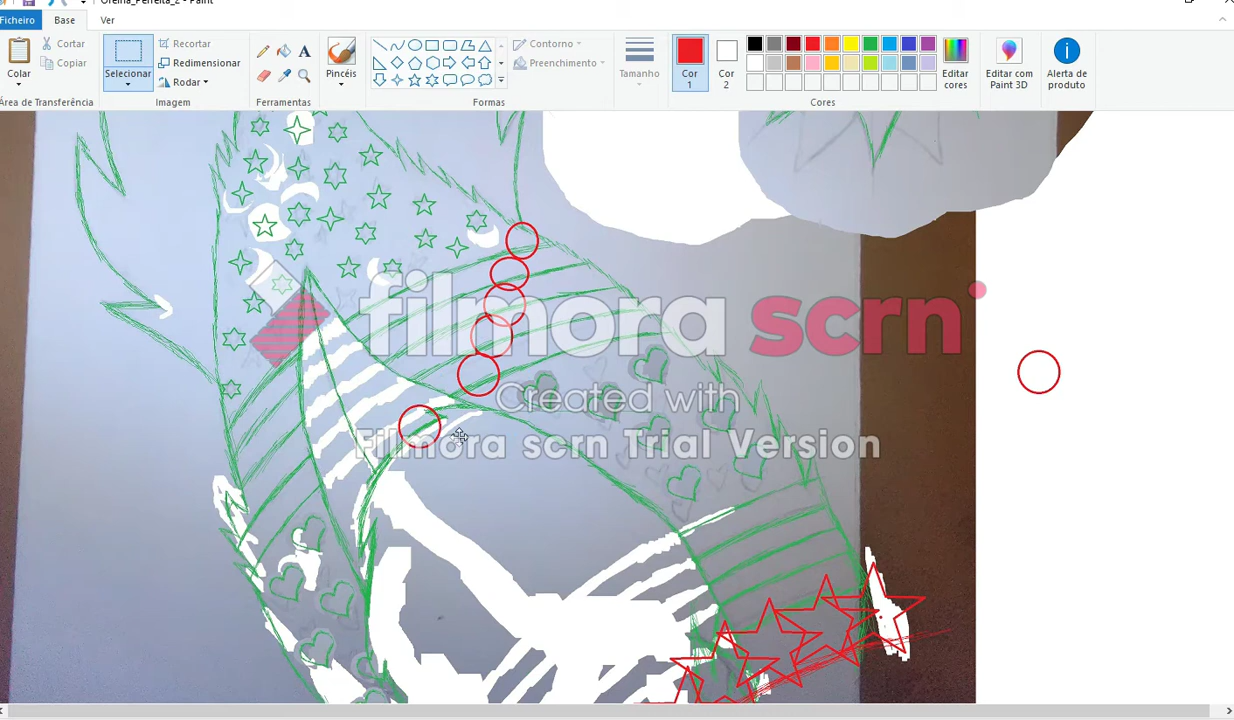 Orelha_Perfeita_2 - Paint
Ficheiro Base Ver
Colar
Cortar
Copiar
Área de Transferência
Selecionar
Recortar
Redimensionar
Rodar
Imagem
A
Ferramentas
Pincéis
Formas
Contorno
Preenchimento
Tamanho
Cor
1
Cor
2
Editar
cores
Cores
Editar com
Paint 3D
Alerta de
produto
filmora scrn
Created with
Filmora scrn Trial Version